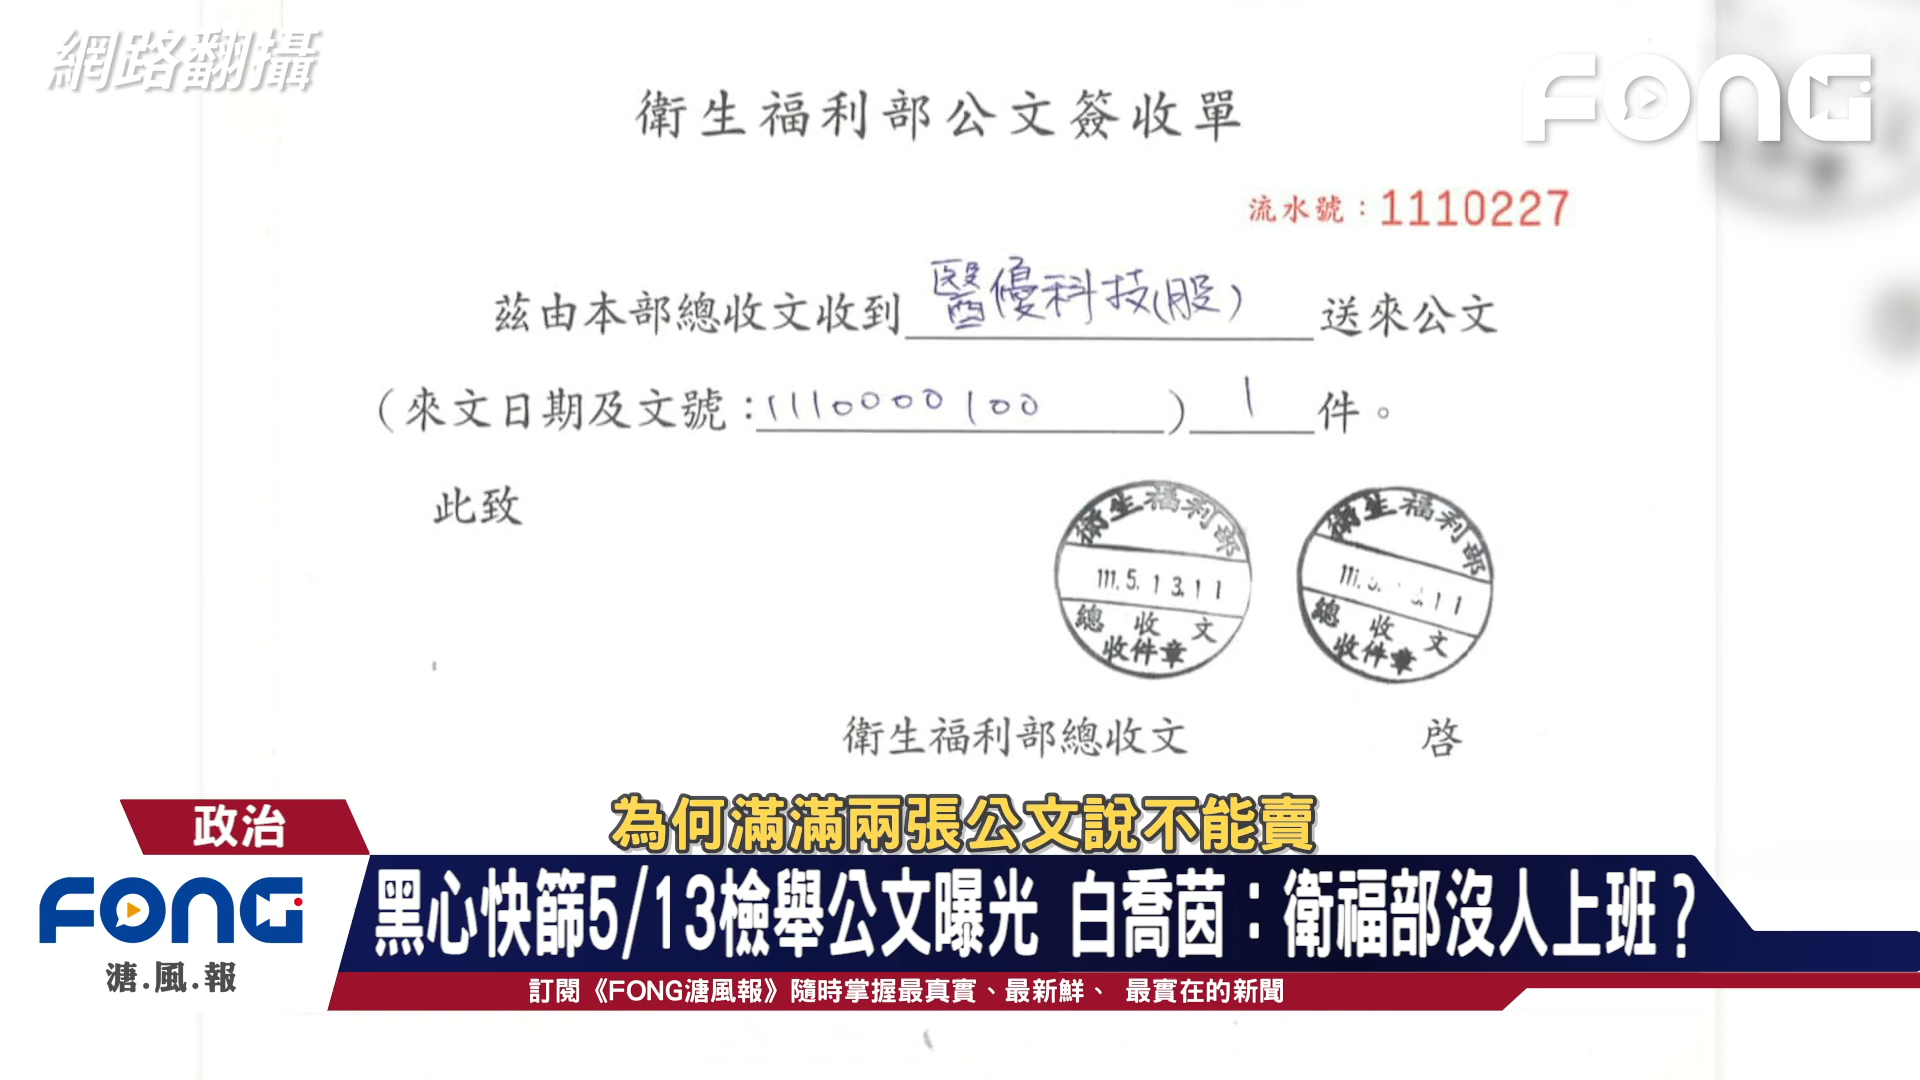 網路翻攝
FONG
衛生福利部公文簽收單
流水號：1110227
茲由本部總收文收到醫優科技(股)送來公文
（來文日期及文號：1110000100）1件。
此致
衛生福利部
111.5.13.11
總收文
收件章
衛生福利部
總收文
收件章
衛生福利部總收文 啓
為何滿滿兩張公文說不能賣
政治
黑心快篩5/13檢舉公文曝光 白喬茵：衛福部沒人上班？
FONG
溏.風.報
訂閱《FONG溏風報》隨時掌握最真實、最新鮮、 最實在的新聞